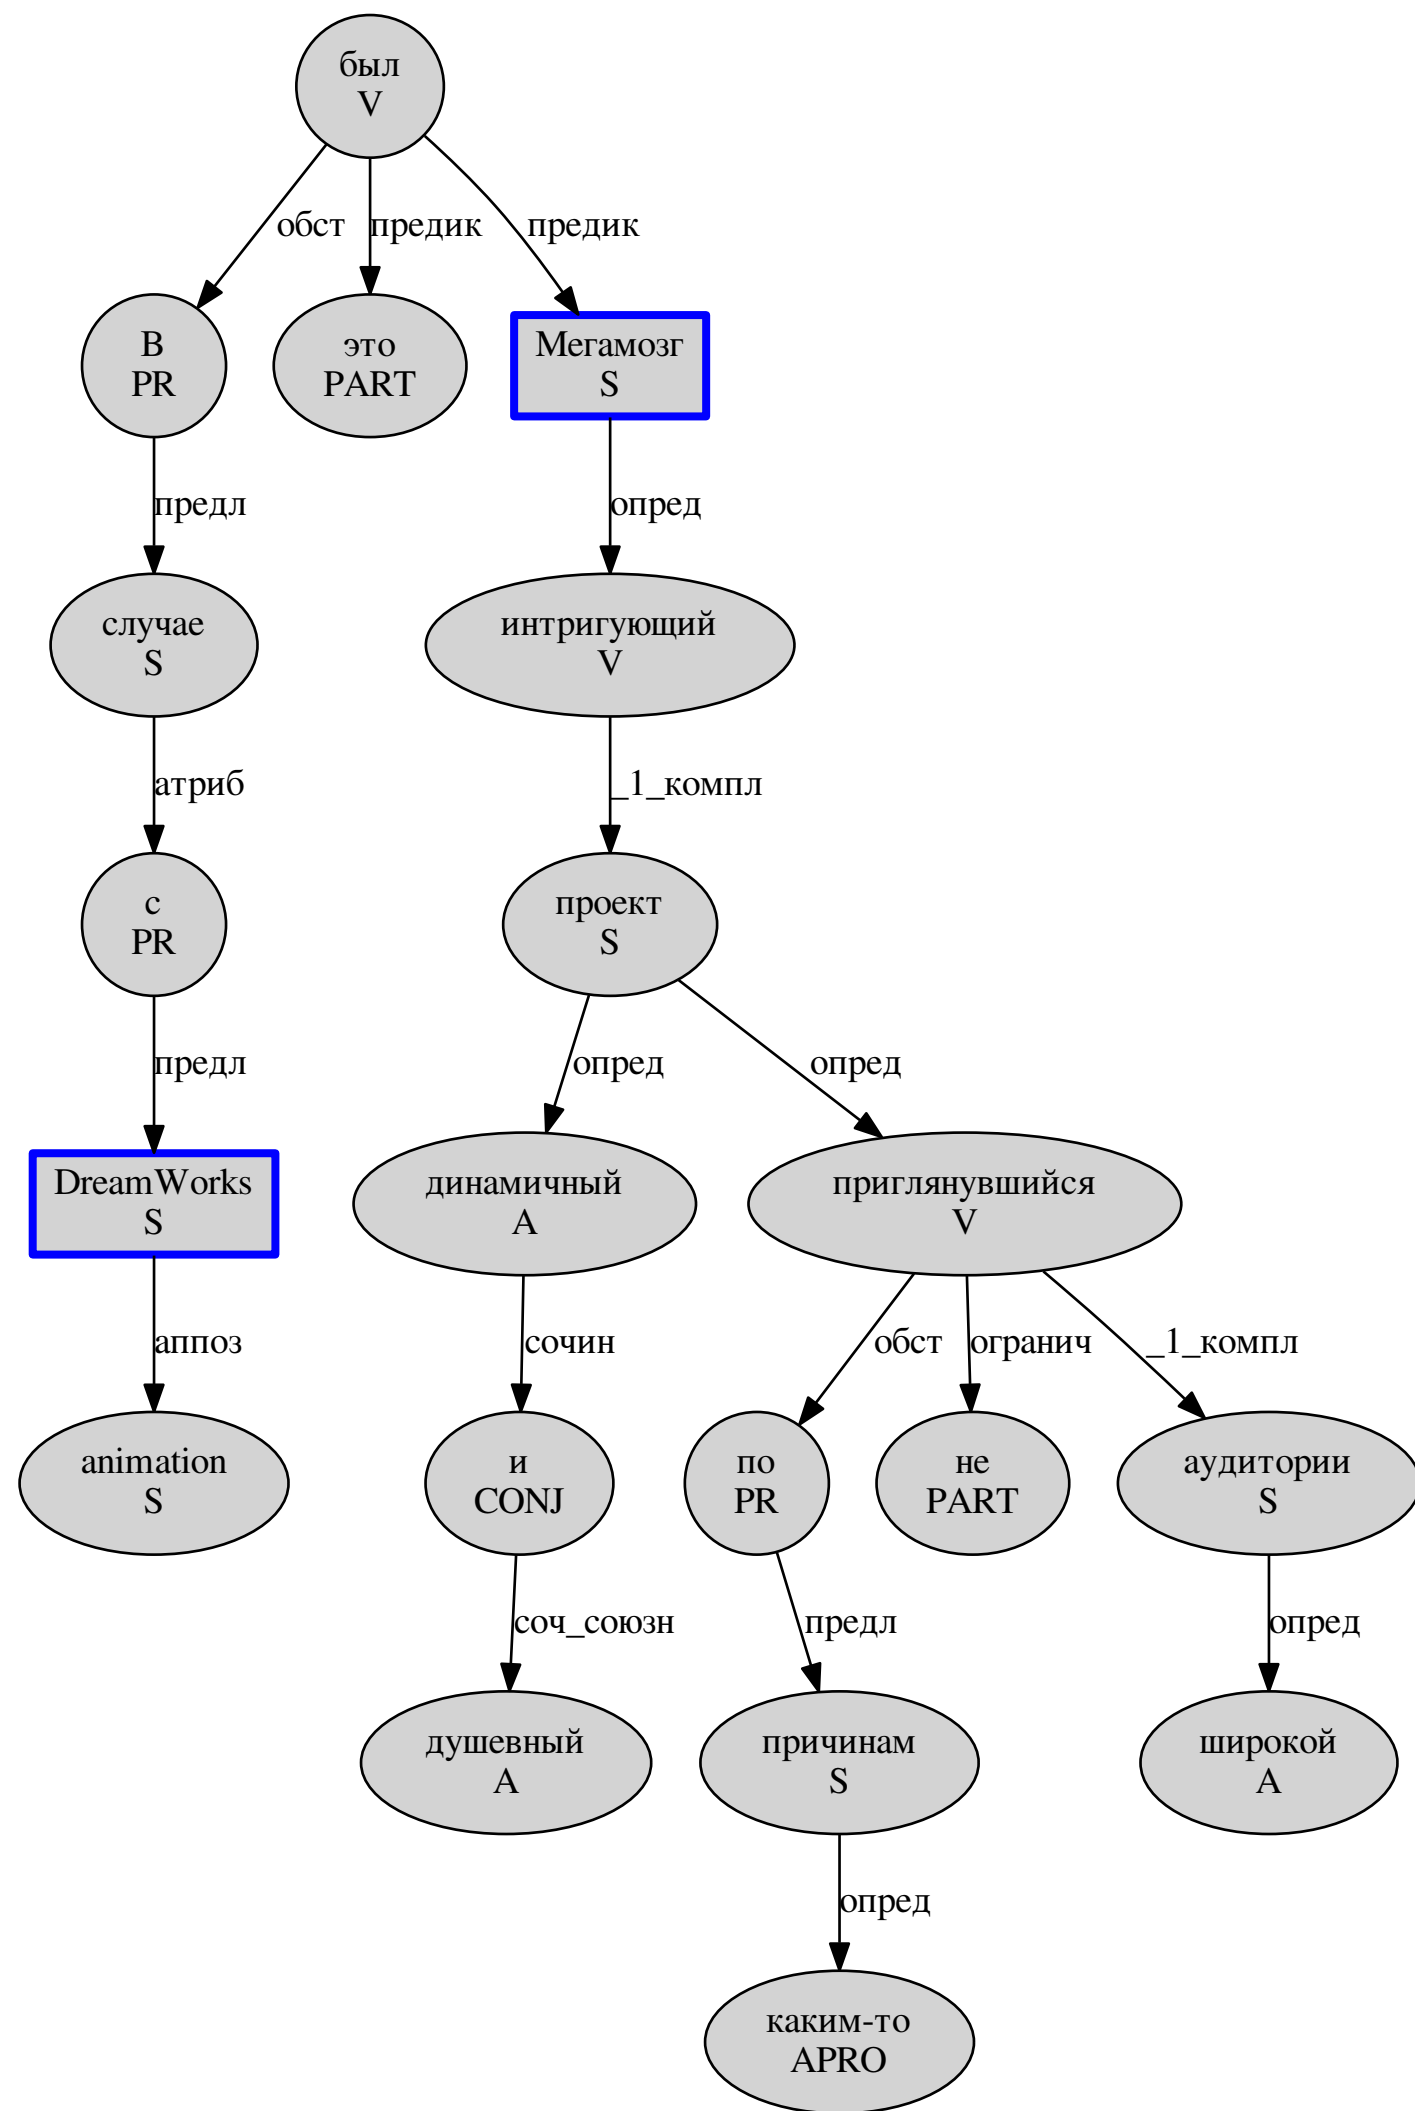 был
V
обст
предик
предик
В
PR
это
PART
Мегамозг
S
предл
опред
случае
S
интригующий
V
атриб
_1_компл
с
PR
проект
S
предл
опред
опред
DreamWorks
S
динамичный
A
приглянувшийся
V
аппоз
сочин
обст
огранич
_1_компл
animation
S
и
CONJ
по
PR
не
PART
аудитории
S
соч_союзн
предл
опред
душевный
A
причинам
S
широкой
A
опред
каким-то
APRO